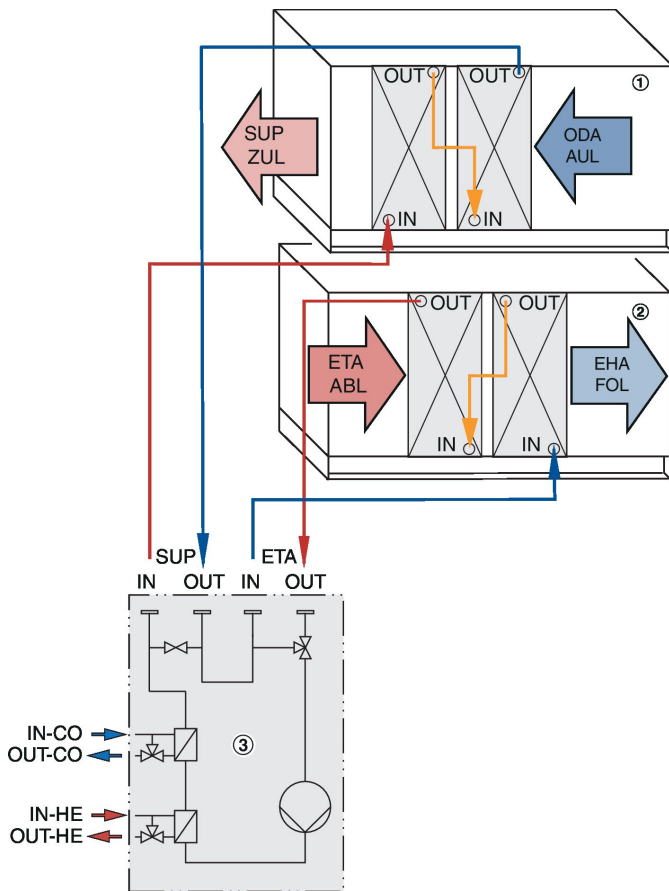 OUT OUT ①
SUP
ZUL
ODA
AUL
IN IN
OUT OUT ②
ETA
ABL
EHA
FOL
IN IN
SUP ETA
IN OUT IN OUT
IN-CO
OUT-CO
③
IN-HE
OUT-HE